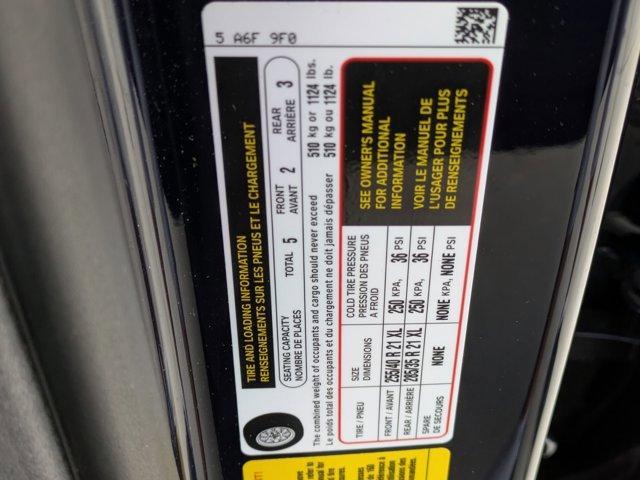 5 A6F 9F0
TIRE AND LOADING INFORMATION
RENSEIGNEMENTS SUR LES PNEUS ET LE CHARGEMENT
SEATING CAPACITY
NOMBRE DE PLACES
TOTAL 5
FRONT
AVANT 2
REAR
ARRIÈRE 3
The combined weight of occupants and cargo should never exceed 510 kg or 1124 lbs.
Le poids total des occupants et du chargement ne doit jamais dépasser 510 kg ou 1124 lb.
TIRE / PNEU
SIZE
DIMENSIONS
COLD TIRE PRESSURE
PRESSION DES PNEUS
A FROID
FRONT / AVANT 255/40 R 21 XL 250 KPA, 36 PSI
REAR / ARRIÈRE 285/35 R 21 XL 250 KPA, 36 PSI
SPARE
DE SECOURS
NONE NONE KPA, NONE PSI
SEE OWNER'S MANUAL
FOR ADDITIONAL
INFORMATION
VOIR LE MANUEL DE
L'USAGER POUR PLUS
DE RENSEIGNEMENTS